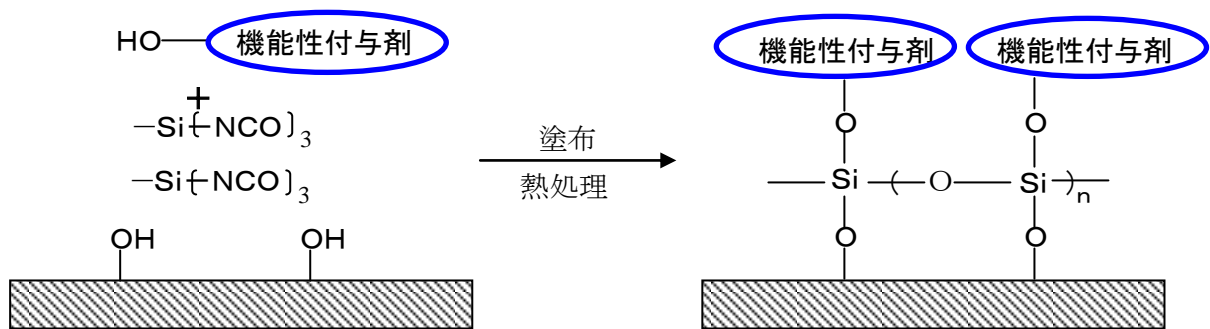 HO 機能性付与剤
+
—Si(-NCO)3
—Si(-NCO)3
OH OH
塗布
熱処理
機能性付与剤 機能性付与剤
O O
Si (O Si)n
O O